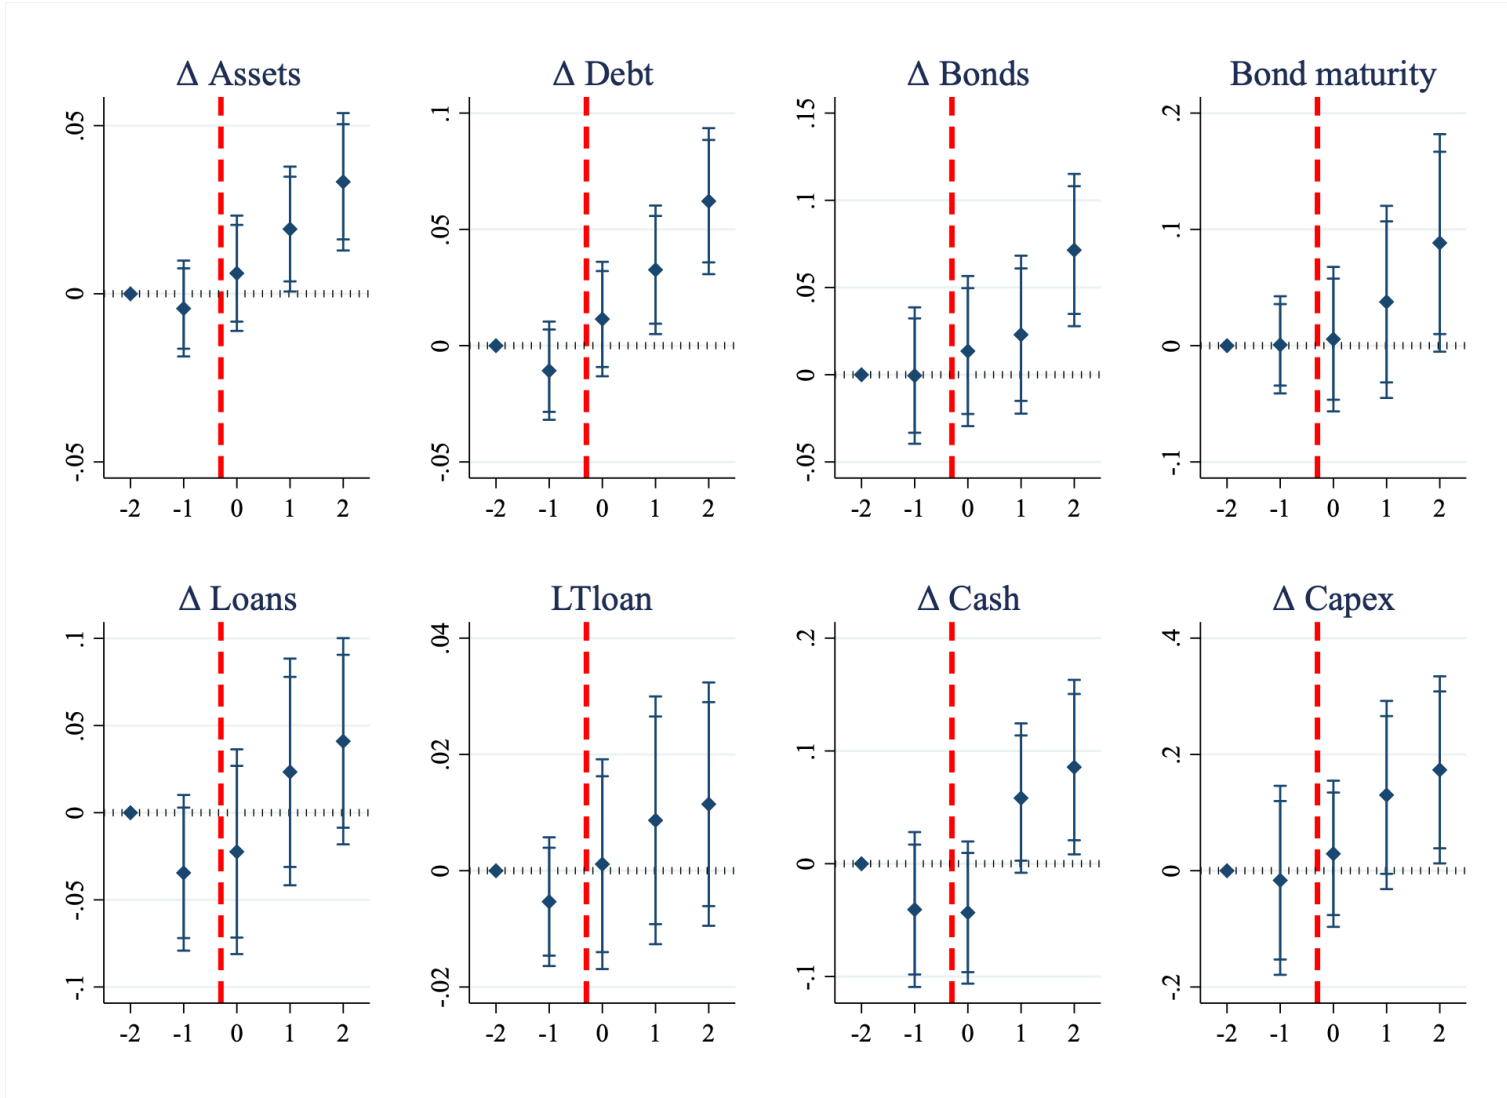 Δ Assets
.05
0
-.05
-2 -1 0 1 2
Δ Debt
.1
.05
0
-.05
-2 -1 0 1 2
Δ Bonds
.15
.1
.05
0
-.05
-2 -1 0 1 2
Bond maturity
.2
.1
0
-.1
-2 -1 0 1 2
Δ Loans
.1
.05
0
-.05
-.1
-2 -1 0 1 2
LTloan
.04
.02
0
-.02
-2 -1 0 1 2
Δ Cash
.2
.1
0
-.1
-2 -1 0 1 2
Δ Capex
.4
.2
0
-.2
-2 -1 0 1 2